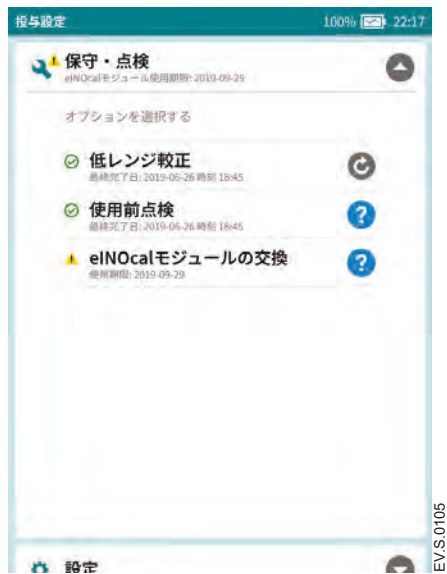 投与設定 100% 22:17
保守・点検
eINOcalモジュール使用期限: 2019-09-29
オプションを選択する
低レンジ較正
最終完了日: 2019-06-26 時刻 18:45
使用前点検
最終完了日: 2019-06-26 時刻 18:45
eINOcalモジュールの交換
使用期限: 2019-09-29
設定
EV.S.0105